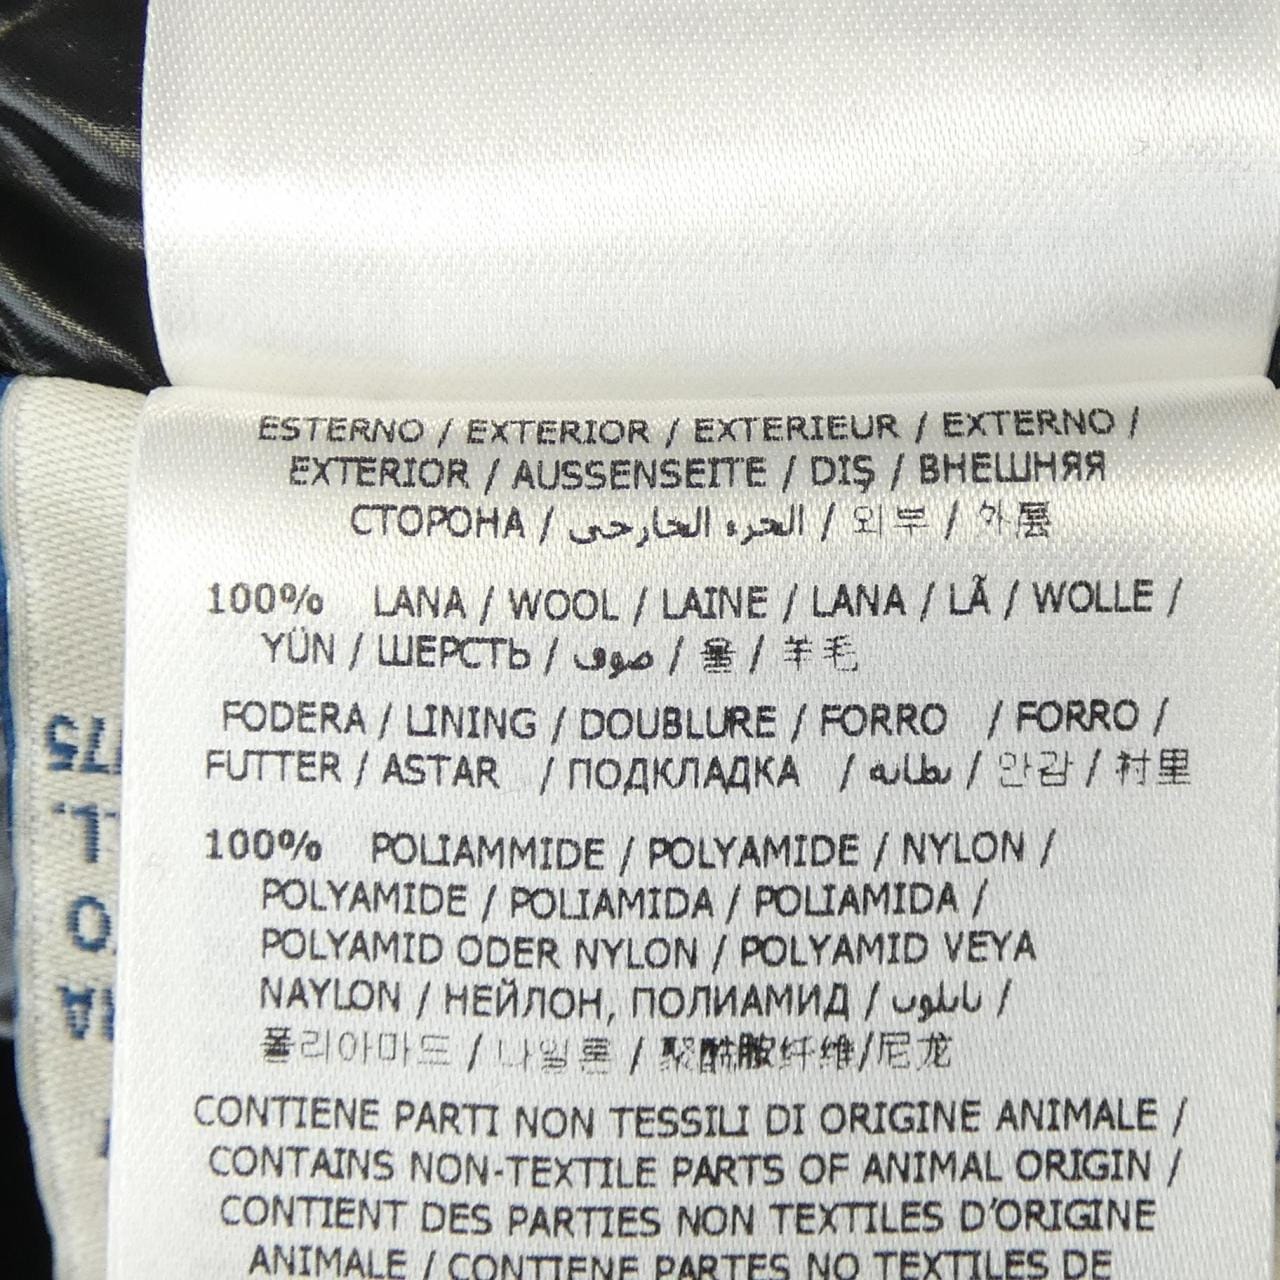 ESTERNO / EXTERIOR / EXTERIEUR / EXTERNO /
EXTERIOR / AUSSENSEITE / DIŞ / ВНЕШНЯЯ
СТОРОНА / الجزء الخارجي / 외부 / 外層
100% LANA / WOOL / LAINE / LANA / LÃ / WOLLE /
YÜN / ШЕРСТЬ / صوف / 울 / 羊毛
FODERA / LINING / DOUBLURE / FORRO / FORRO /
FUTTER / ASTAR / ПОДКЛАДКА / بطانه / 안감 / 村里
100% POLIAMMIDE / POLYAMIDE / NYLON /
POLYAMIDE / POLIAMIDA / POLIAMIDA /
POLYAMID ODER NYLON / POLYAMID VEYA
NAYLON / НЕЙЛОН, ПОЛИАМИД / نايلون /
폴리아마드 / 나일론 / 聚酰胺纤维/尼龙
CONTIENE PARTI NON TESSILI DI ORIGINE ANIMALE /
CONTAINS NON-TEXTILE PARTS OF ANIMAL ORIGIN /
CONTIENT DES PARTIES NON TEXTILES D'ORIGINE
ANIMALE / CONTIENE PARTES NO TEXTILES DE